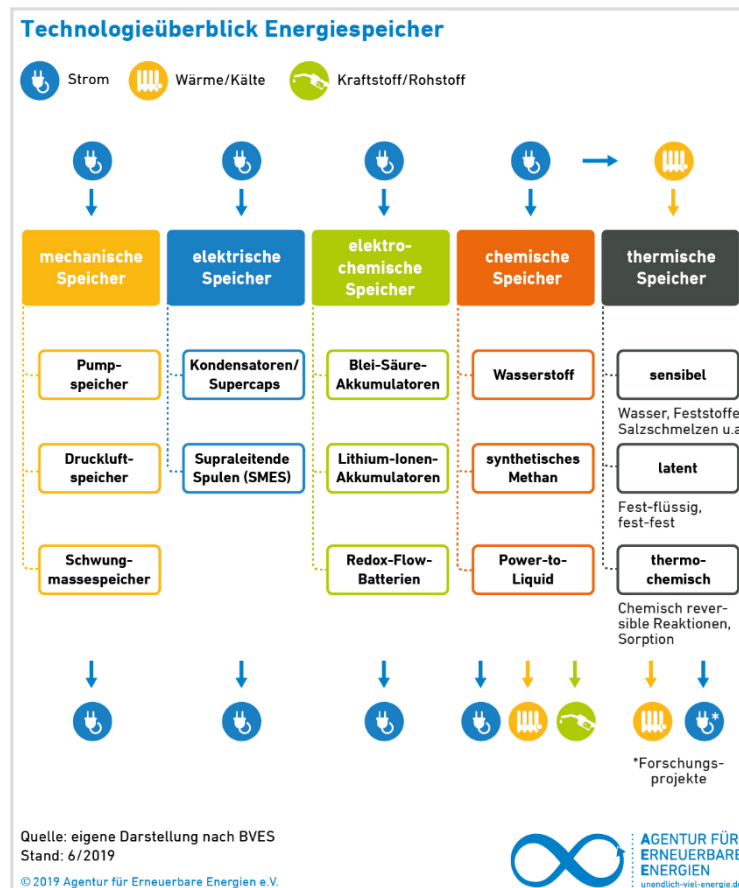 Technologieüberblick Energiespeicher
Strom
Wärme/Kälte
Kraftstoff/Rohstoff
mechanische
Speicher
elektrische
Speicher
elektro-
chemische
Speicher
chemische
Speicher
thermische
Speicher
Pump-
speicher
Kondensatoren/
Supercaps
Blei-Säure-
Akkumulatoren
Wasserstoff
sensibel
Wasser, Feststoffe
Salzschmelzen u.a
Druckluft-
speicher
Supraleitende
Spulen (SMES)
Lithium-Ionen-
Akkumulatoren
synthetisches
Methan
latent
Fest-flüssig,
fest-fest
Schwung-
massespeicher
Redox-Flow-
Batterien
Power-to-
Liquid
thermo-
chemisch
Chemisch rever-
sible Reaktionen,
Sorption
*
*Forschungs-
projekte
Quelle: eigene Darstellung nach BVES
Stand: 6/2019
© 2019 Agentur für Erneuerbare Energien e.V.
AGENTUR FÜR
ERNEUERBARE
ENERGIEN
unendlich-viel-energie.de